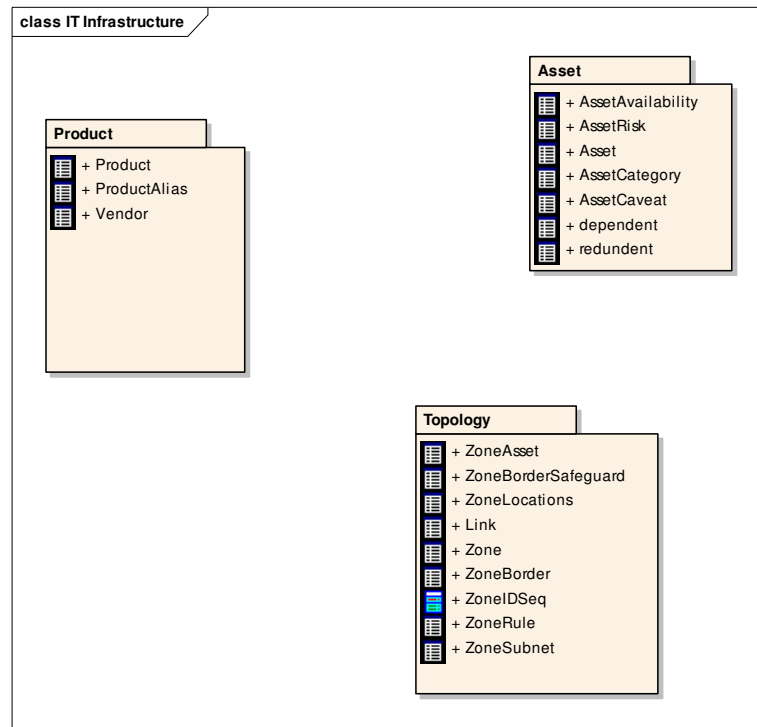 class IT Infrastructure
Asset
+ AssetAvailability
+ AssetRisk
+ Asset
+ AssetCategory
+ AssetCaveat
+ dependent
+ redundent
Product
+ Product
+ ProductAlias
+ Vendor
Topology
+ ZoneAsset
+ ZoneBorderSafeguard
+ ZoneLocations
+ Link
+ Zone
+ ZoneBorder
+ ZoneIDSeq
+ ZoneRule
+ ZoneSubnet